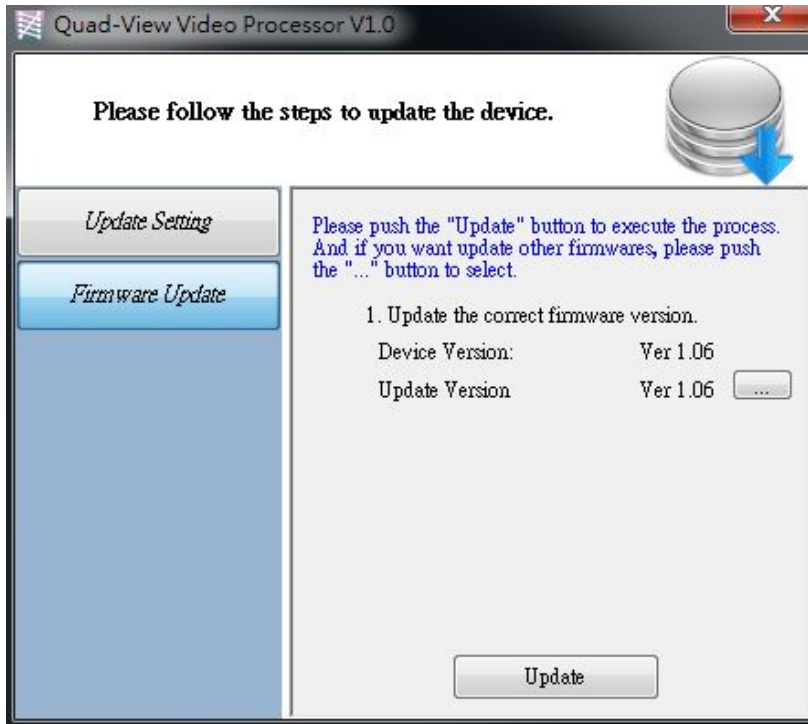 Quad-View Video Processor V1.0
Please follow the steps to update the device.
Update Setting
Firmware Update
Please push the "Update" button to execute the process.
And if you want update other firmwares, please push
the "..." button to select.
1. Update the correct firmware version.
Device Version: Ver 1.06
Update Version Ver 1.06 ...
Update